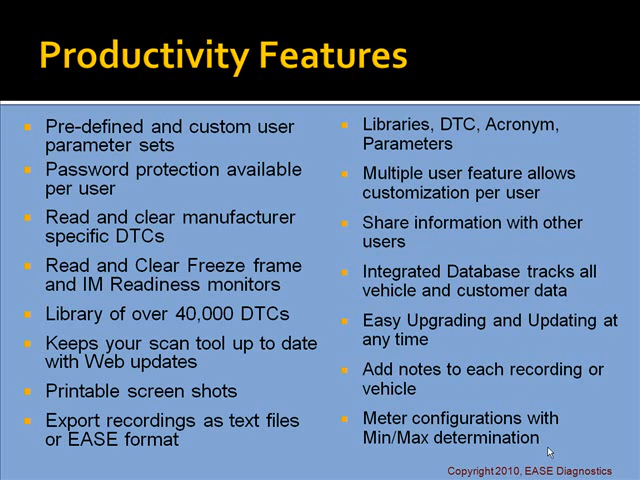 Productivity Features
Pre-defined and custom user
parameter sets
Password protection available
per user
Read and clear manufacturer
specific DTCs
Read and Clear Freeze frame
and IM Readiness monitors
Library of over 40,000 DTCs
Keeps your scan tool up to date
with Web updates
Printable screen shots
Export recordings as text files
or EASE format
Libraries, DTC, Acronym,
Parameters
Multiple user feature allows
customization per user
Share information with other
users
Integrated Database tracks all
vehicle and customer data
Easy Upgrading and Updating at
any time
Add notes to each recording or
vehicle
Meter configurations with
Min/Max determination
Copyright 2010, EASE Diagnostics